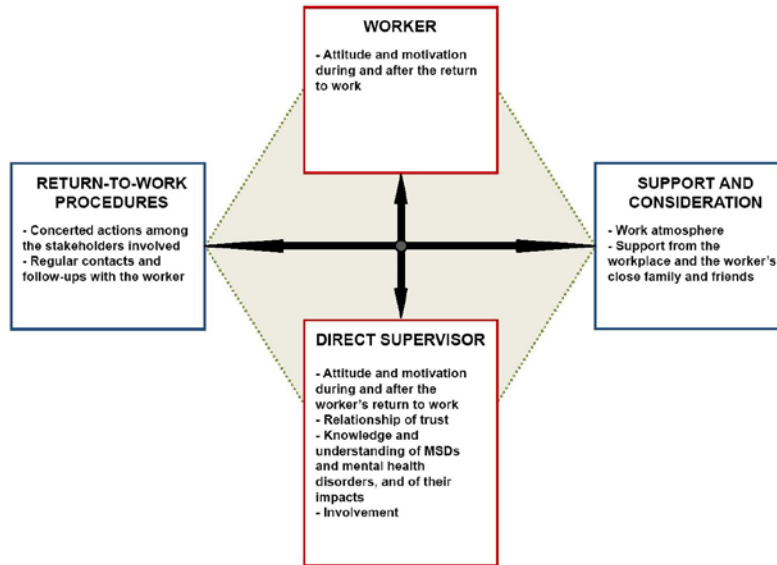 WORKER
- Attitude and motivation
during and after the return
to work
RETURN-TO-WORK
PROCEDURES
- Concerted actions among
the stakeholders involved
- Regular contacts and
follow-ups with the worker
SUPPORT AND
CONSIDERATION
- Work atmosphere
- Support from the
workplace and the worker's
close family and friends
DIRECT SUPERVISOR
- Attitude and motivation
during and after the
worker's return to work
- Relationship of trust
- Knowledge and
understanding of MSDs
and mental health
disorders, and of their
impacts
- Involvement